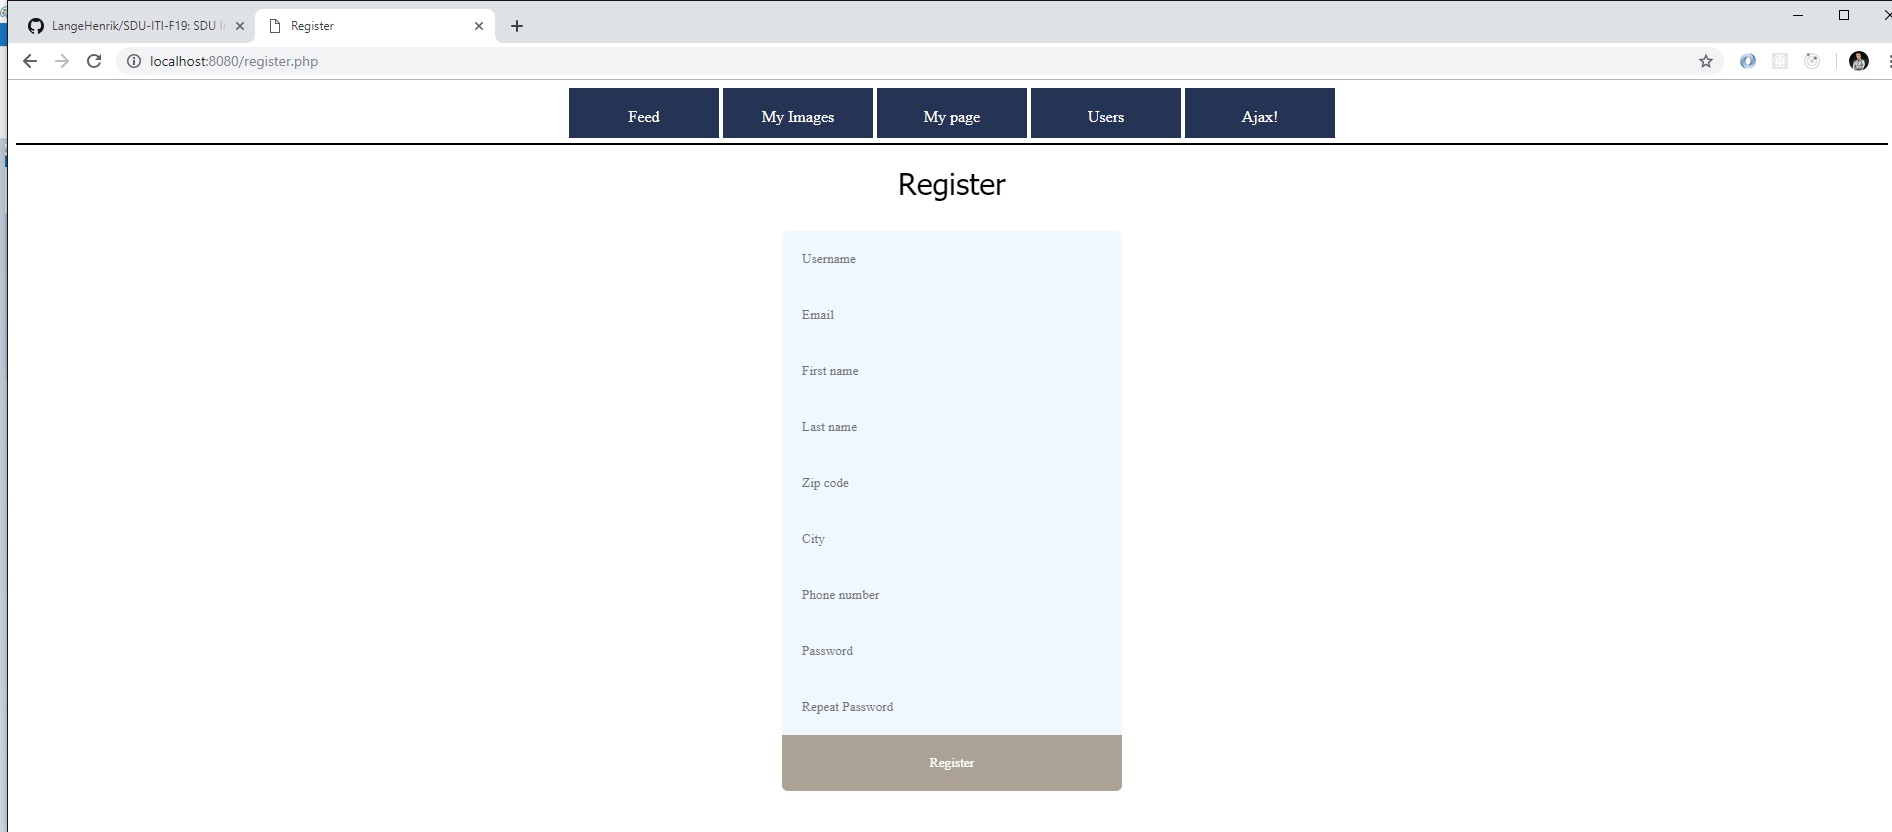 LangeHenrik/SDU-ITI-F19: SDU
Register
localhost:8080/register.php
Feed
My Images
My page
Users
Ajax!
Register
Username
Email
First name
Last name
Zip code
City
Phone number
Password
Repeat Password
Register